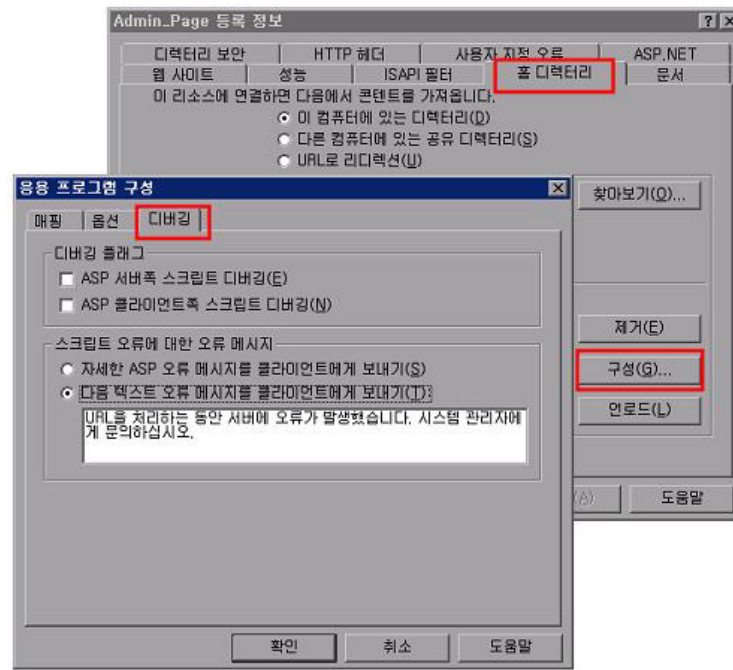 Admin_Page 등록 정보
디렉터리 보안 HTTP 헤더 사용자 지정 오류 ASP.NET
웹 사이트 성능 ISAPI 필터 홈 디렉터리 문서
이 리소스에 연결하면 다음에서 콘텐트를 가져옵니다.
이 컴퓨터에 있는 디렉터리(D)
다른 컴퓨터에 있는 공유 디렉터리(S)
URL로 리디렉션(U)
찾아보기(O)...
제거(E)
구성(G)...
언로드(L)
(A) 도움말
응용 프로그램 구성
매핑 옵션 디버깅
디버깅 플래그
ASP 서버쪽 스크립트 디버깅(E)
ASP 클라이언트쪽 스크립트 디버깅(N)
스크립트 오류에 대한 오류 메시지
자세한 ASP 오류 메시지를 클라이언트에게 보내기(S)
다음 텍스트 오류 메시지를 클라이언트에게 보내기(T):
URL을 처리하는 동안 서버에 오류가 발생했습니다. 시스템 관리자에
게 문의하십시오.
확인 취소 도움말